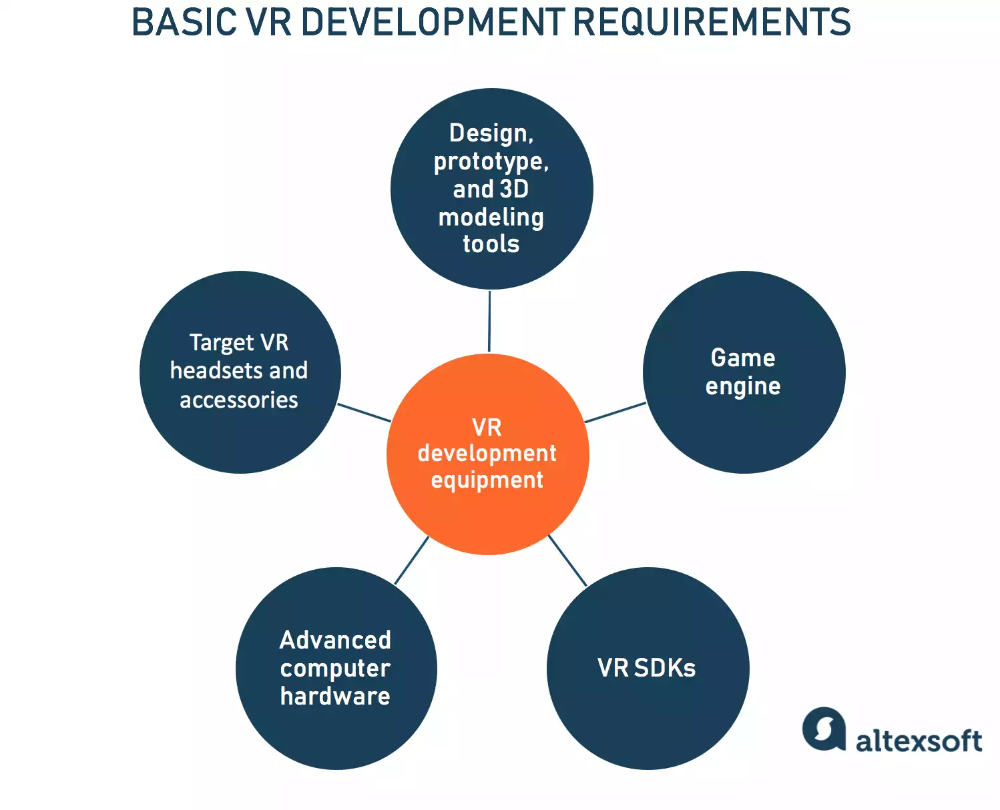 BASIC VR DEVELOPMENT REQUIREMENTS
Design,
prototype,
and 3D
modeling
tools
Target VR
headsets and
accessories
Game
engine
VR
development
equipment
Advanced
computer
hardware
VR SDKs
altexsoft